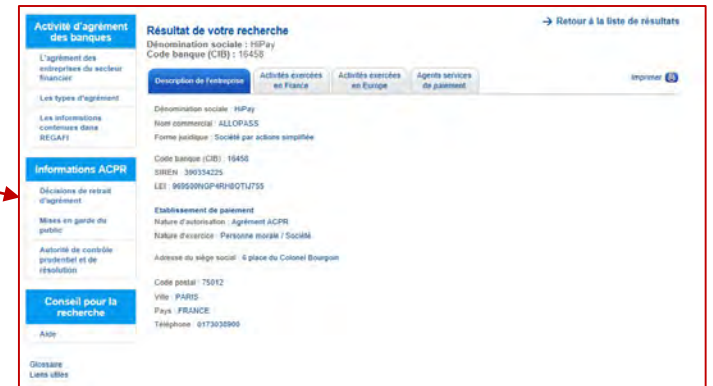 Activité d'agrément
des banques
L'agrément des
entreprises du secteur
financier
Les types d'agrément
Les informations
contenues dans
REGAFI
Informations ACPR
Décisions de retrait
d'agrément
Mises en garde du
public
Autorité de contrôle
prudentiel et de
résolution
Conseil pour la
recherche
Aide
Glossaire
Liens utiles
→ Retour à la liste de résultats
Résultat de votre recherche
Dénomination sociale : HiPay
Code banque (CIB) : 16458
Description de l'entreprise
Activités exercées
en France
Activités exercées
en Europe
Agents services
de paiement
Imprimer
Dénomination sociale : HiPay
Nom commercial : ALLOPASS
Forme juridique : Société par actions simplifiée
Code banque (CIB) : 16458
SIREN : 390334225
Etablissement de paiement
Nature d'autorisation : Agrément ACPR
Nature d'exercice : Personne morale / Société
Adresse du siège social : 6 place du Colonel Bourgoin
Code postal : 75012
Ville : PARIS
Pays : FRANCE
Téléphone : 0173038900